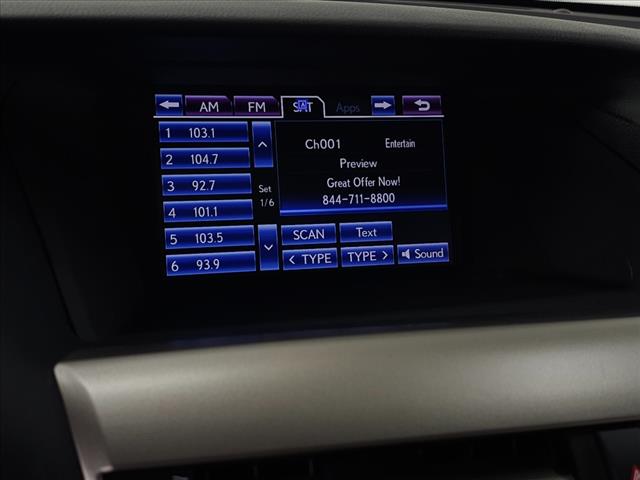 AM FM SAT Apps
1 103.1
2 104.7
3 92.7
4 101.1
5 103.5
6 93.9
Set
1/6
Ch001 Entertain
Preview
Great Offer Now!
844-711-8800
SCAN Text
< TYPE TYPE > Sound